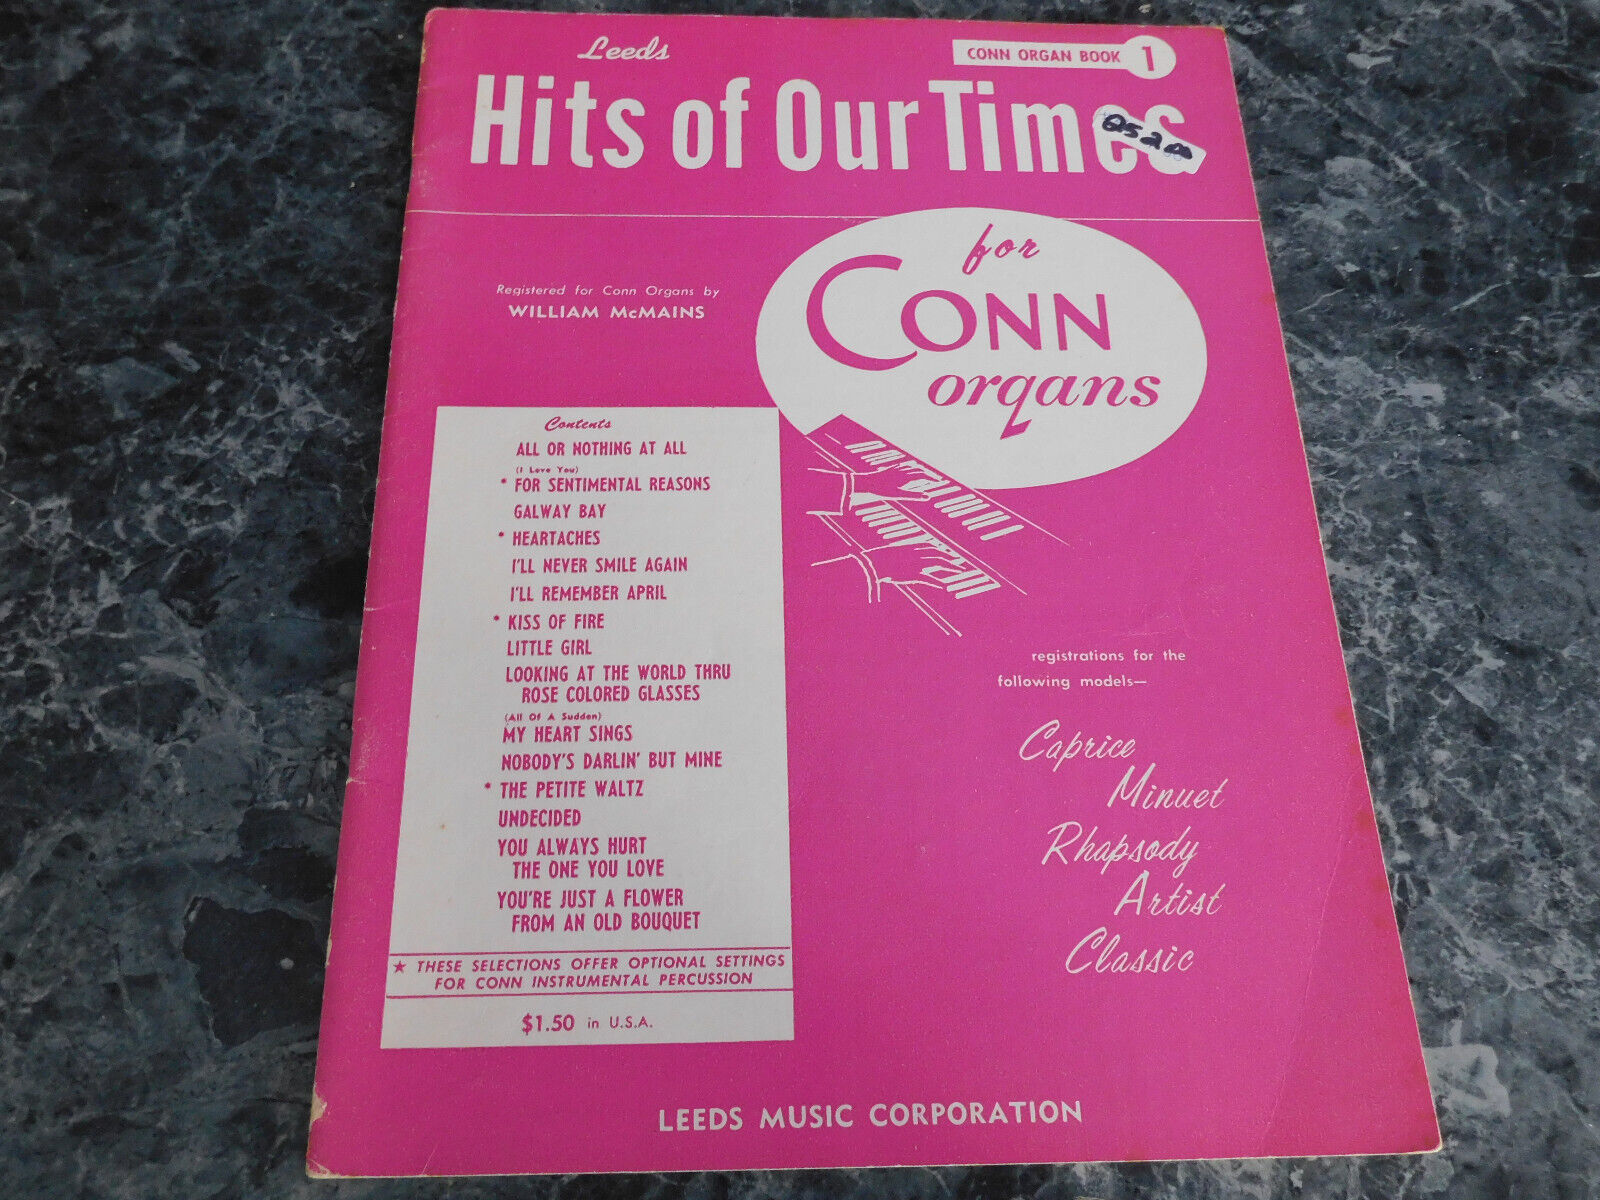 Leeds
CONN ORGAN BOOK 1
Hits of Our Times
for
CONN
organs
Registered for Conn Organs by
WILLIAM McMAINS
Contents
ALL OR NOTHING AT ALL
(I Love You)
* FOR SENTIMENTAL REASONS
GALWAY BAY
* HEARTACHES
I'LL NEVER SMILE AGAIN
I'LL REMEMBER APRIL
* KISS OF FIRE
LITTLE GIRL
LOOKING AT THE WORLD THRU
ROSE COLORED GLASSES
(All Of A Sudden)
MY HEART SINGS
NOBODY'S DARLIN' BUT MINE
* THE PETITE WALTZ
UNDECIDED
YOU ALWAYS HURT
THE ONE YOU LOVE
YOU'RE JUST A FLOWER
FROM AN OLD BOUQUET
★ THESE SELECTIONS OFFER OPTIONAL SETTINGS
FOR CONN INSTRUMENTAL PERCUSSION
$1.50 in U.S.A.
registrations for the
following models—
Caprice
Minuet
Rhapsody
Artist
Classic
LEEDS MUSIC CORPORATION